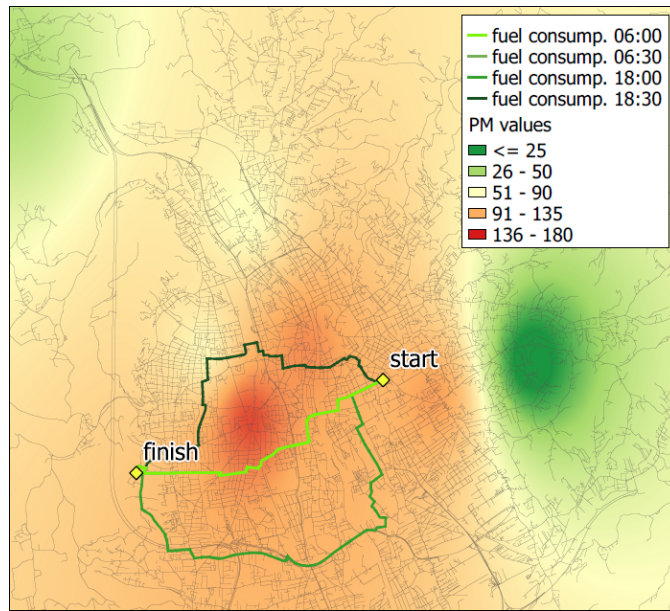 fuel consump. 06:00
fuel consump. 06:30
fuel consump. 18:00
fuel consump. 18:30
PM values
<= 25
26 - 50
51 - 90
91 - 135
136 - 180
start
finish